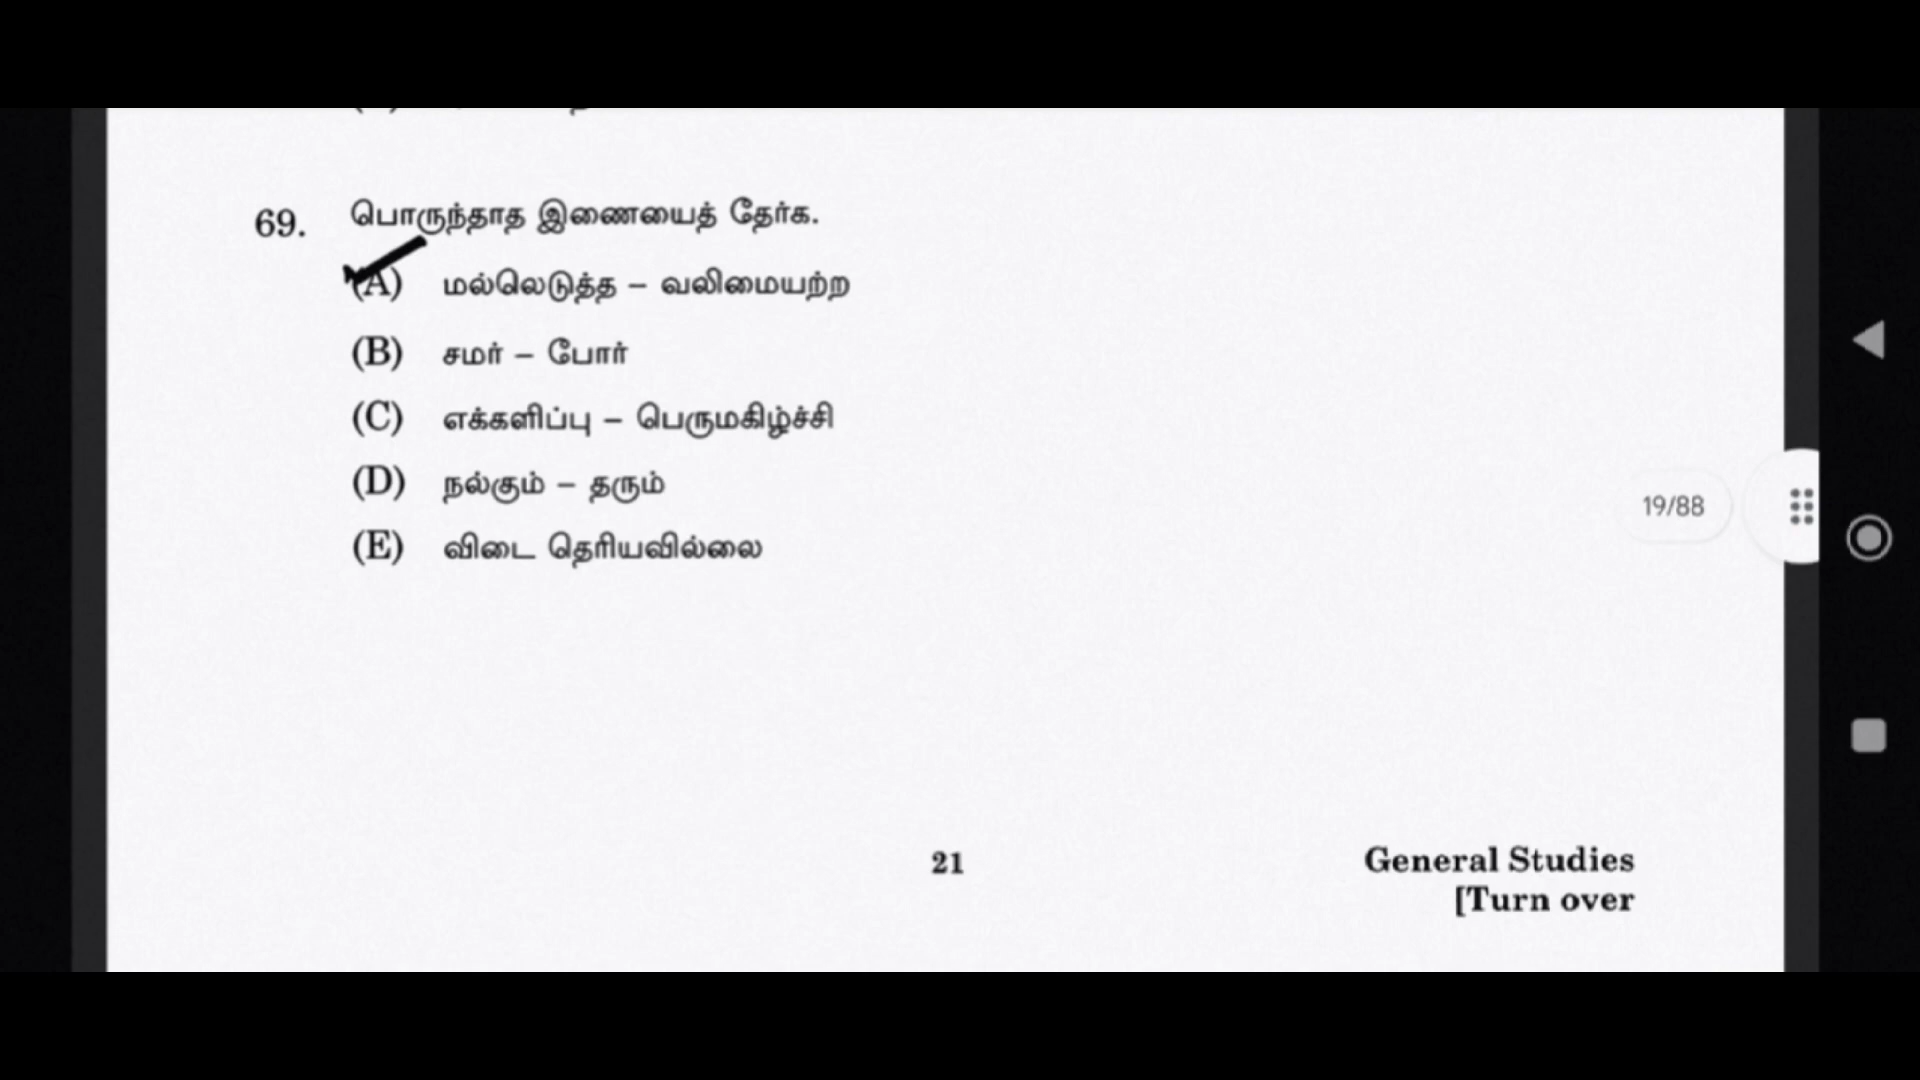 69. பொருந்தாத இணையைத் தேர்க.
(A) மல்லெடுத்த – வலிமையற்ற
(B) சமர் – போர்
(C) எக்களிப்பு – பெருமகிழ்ச்சி
(D) நல்கும் – தரும்
(E) விடை தெரியவில்லை
19/88
21
General Studies
[Turn over